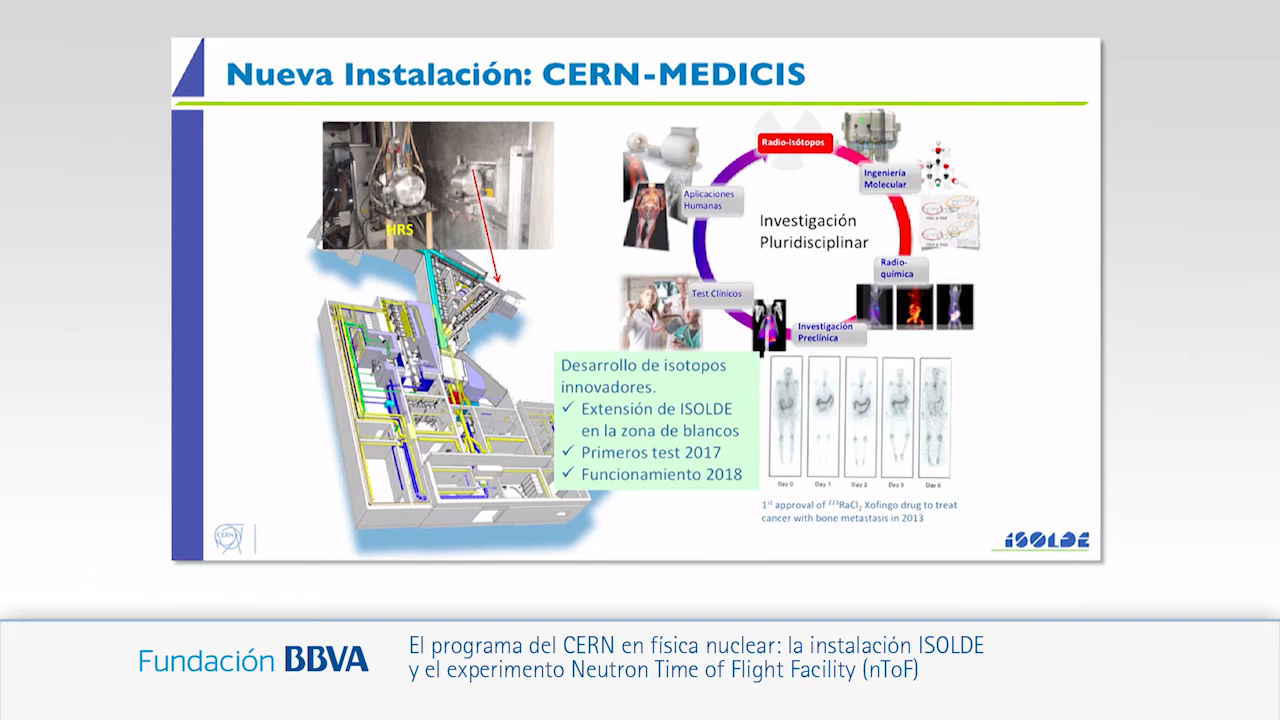 Nueva Instalación: CERN-MEDICIS
HRS
Radio-isótopos
Ingeniería
Molecular
Aplicaciones
Humanas
Investigación
Pluridisciplinar
Radio-
química
Test Clínicos
Investigación
Preclínica
Desarrollo de isotopos
innovadores.
✓ Extensión de ISOLDE
en la zona de blancos
✓ Primeros test 2017
✓ Funcionamiento 2018
Day 0
Day 1
Day 2
Day 3
Day 6
1st approval of 223RaCl2 Xofingo drug to treat
cancer with bone metastasis in 2013
CERN
ISOLDE
Fundación BBVA
El programa del CERN en física nuclear: la instalación ISOLDE
y el experimento Neutron Time of Flight Facility (nToF)